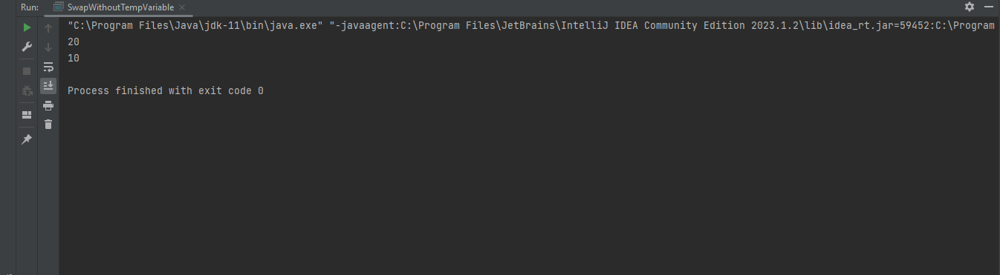 Run: SwapWithoutTempVariable
"C:\Program Files\Java\jdk-11\bin\java.exe" "-javaagent:C:\Program Files\JetBrains\IntelliJ IDEA Community Edition 2023.1.2\lib\idea_rt.jar=59452:C:\Program
20
10
Process finished with exit code 0